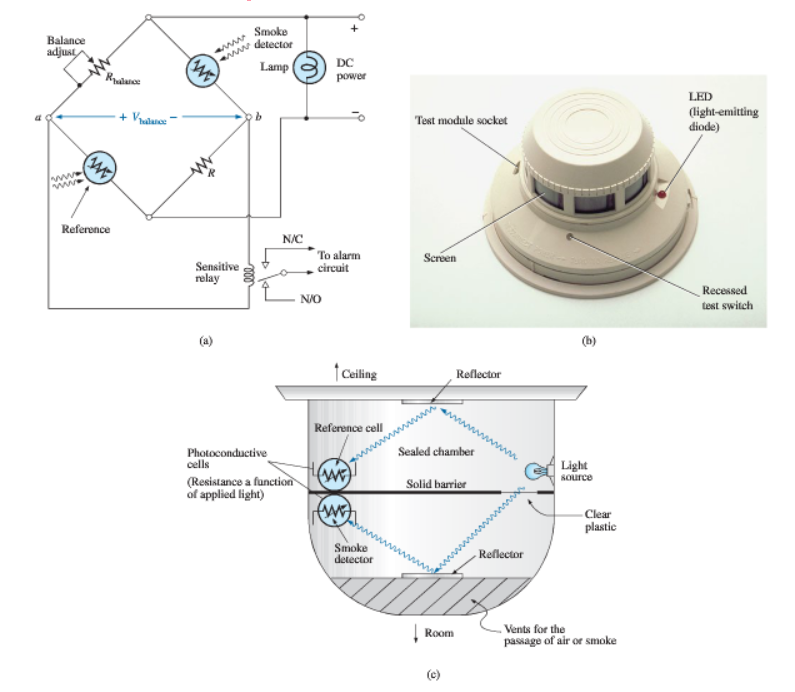 Balance
adjust
R balance
Smoke
detector
Lamp
DC
power
+
−
a
+ V balance −
b
R
Reference
N/C
To alarm
circuit
Sensitive
relay
N/O
(a)
Test module socket
LED
(light-emitting
diode)
Screen
Recessed
test switch
(b)
Ceiling
Reflector
Reference cell
Photoconductive
cells
(Resistance a function
of applied light)
Sealed chamber
Light
source
Solid barrier
Clear
plastic
Smoke
detector
Reflector
Room
Vents for the
passage of air or smoke
(c)